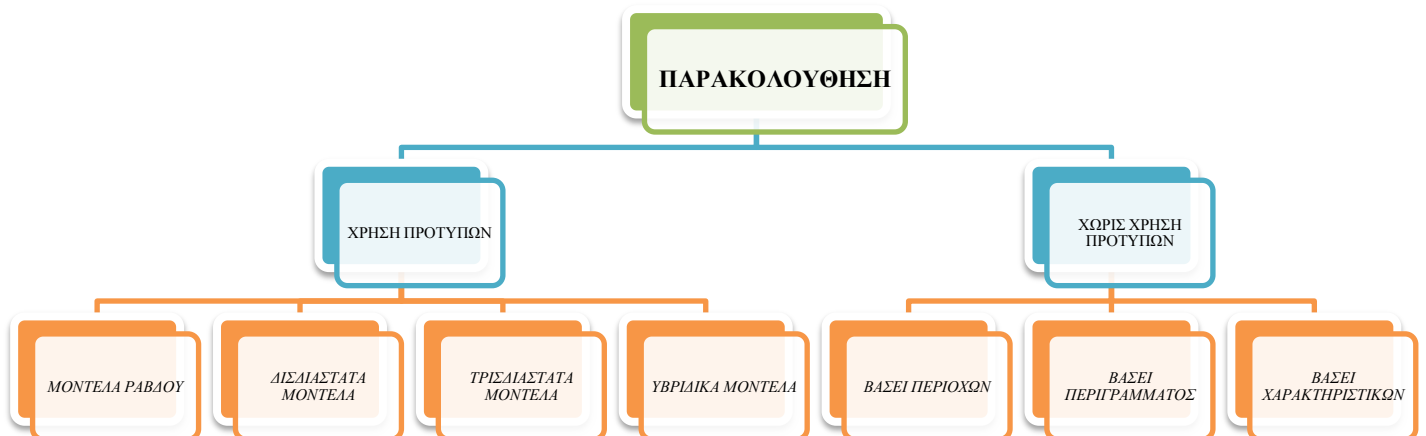 ΠΑΡΑΚΟΛΟΥΘΗΣΗ
ΧΡΗΣΗ ΠΡΟΤΥΠΩΝ
ΧΩΡΙΣ ΧΡΗΣΗ
ΠΡΟΤΥΠΩΝ
ΜΟΝΤΕΛΑ ΡΑΒΔΟΥ
ΔΙΣΔΙΑΣΤΑΤΑ
ΜΟΝΤΕΛΑ
ΤΡΙΣΔΙΑΣΤΑΤΑ
ΜΟΝΤΕΛΑ
ΥΒΡΙΔΙΚΑ ΜΟΝΤΕΛΑ
ΒΑΣΕΙ ΠΕΡΙΟΧΩΝ
ΒΑΣΕΙ
ΠΕΡΙΓΡΑΜΜΑΤΟΣ
ΒΑΣΕΙ
ΧΑΡΑΚΤΗΡΙΣΤΙΚΩΝ